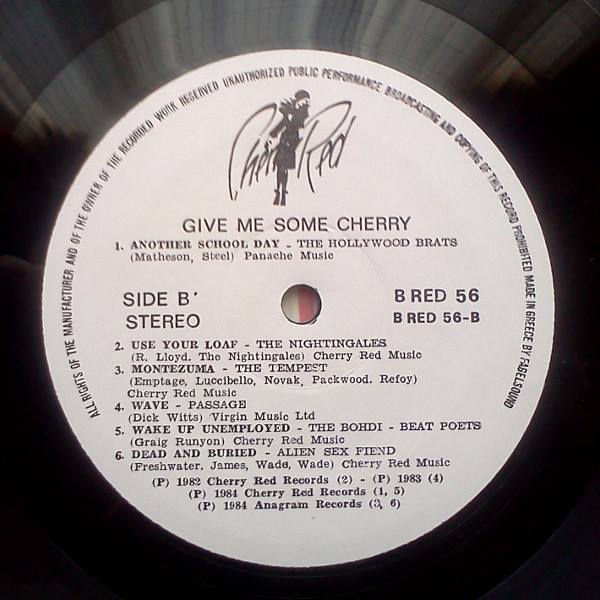 ALL RIGHTS OF THE MANUFACTURER AND OF THE OWNER OF THE RECORDED WORK RESERVED UNAUTHORIZED PUBLIC PERFORMANCE BROADCASTING AND COPYING OF THIS RECORD PROHIBITED MADE IN GREECE BY FAGELSOUND
Cherry Red
GIVE ME SOME CHERRY
1. ANOTHER SCHOOL DAY - THE HOLLYWOOD BRATS
(Matheson, Steel) Panache Music
SIDE B'
STEREO
B RED 56
B RED 56-B
2. USE YOUR LOAF - THE NIGHTINGALES
(R. Lloyd. The Nightingales) Cherry Red Music
3. MONTEZUMA - THE TEMPEST
(Emptage, Luccibello, Novak, Packwood. Refoy)
Cherry Red Music
4. WAVE - PASSAGE
(Dick Witts) Virgin Music Ltd
5. WAKE UP UNEMPLOYED - THE BOHDI - BEAT POETS
(Graig Runyon) Cherry Red Music
6. DEAD AND BURIED - ALIEN SEX FIEND
(Freshwater. James, Wade, Wade) Cherry Red Music
(P) 1982 Cherry Red Records (2) - (P) 1983 (4)
(P) 1984 Cherry Red Records (1, 5)
(P) 1984 Anagram Records (3, 6)